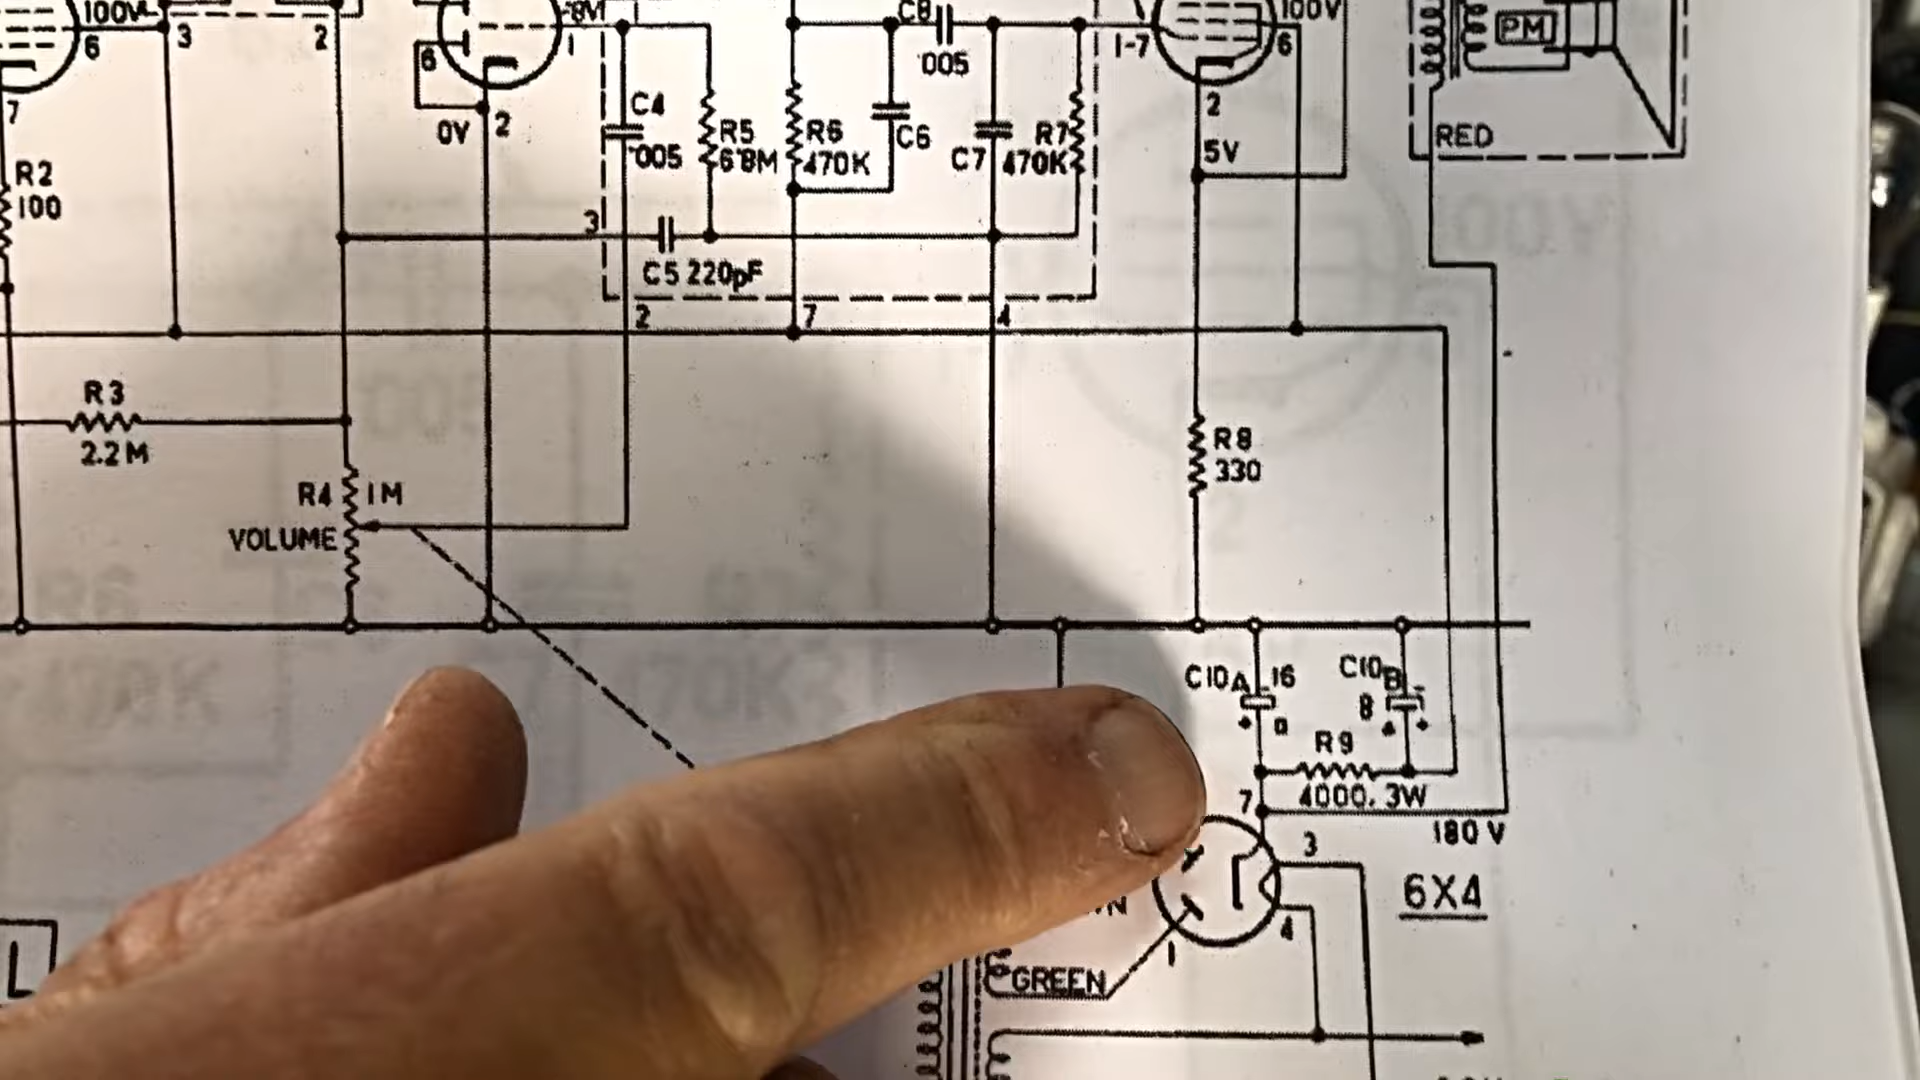 100V
6
3
2
6
-8V
1
C8
005
1-7
100V
6
PM
7
0V
2
C4
005
R5
6.8M
R6
470K
C6
C7
R7
470K
2
5V
RED
R2
100
3
C5 220pF
2
7
4
R3
2.2M
R4
1M
VOLUME
R8
330
C10A
16
C10B
8
R9
4000. 3W
7
180 V
3
6X4
4
1
GREEN
L